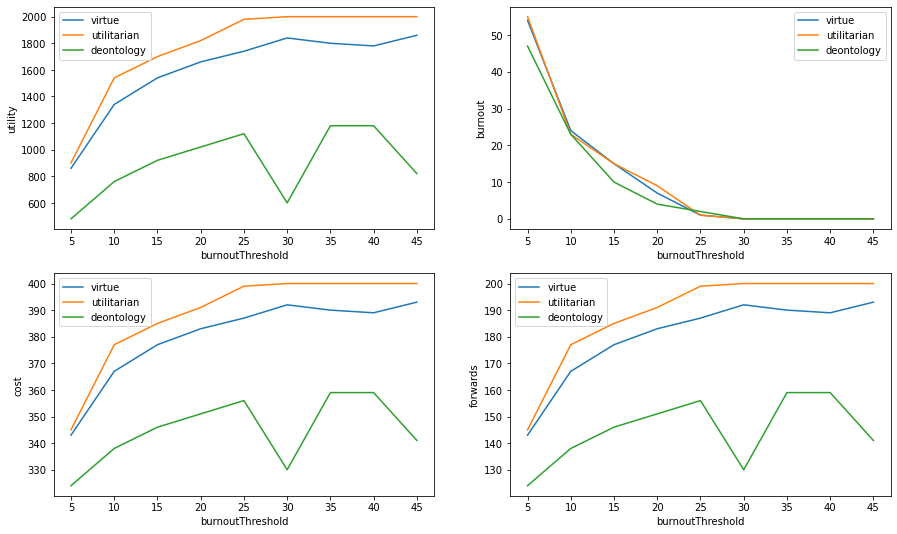 virtue
utilitarian
deontology
utility
2000
1800
1600
1400
1200
1000
800
600
5 10 15 20 25 30 35 40 45
burnoutThreshold
virtue
utilitarian
deontology
burnout
50
40
30
20
10
0
5 10 15 20 25 30 35 40 45
burnoutThreshold
virtue
utilitarian
deontology
cost
400
390
380
370
360
350
340
330
5 10 15 20 25 30 35 40 45
burnoutThreshold
virtue
utilitarian
deontology
forwards
200
190
180
170
160
150
140
130
5 10 15 20 25 30 35 40 45
burnoutThreshold